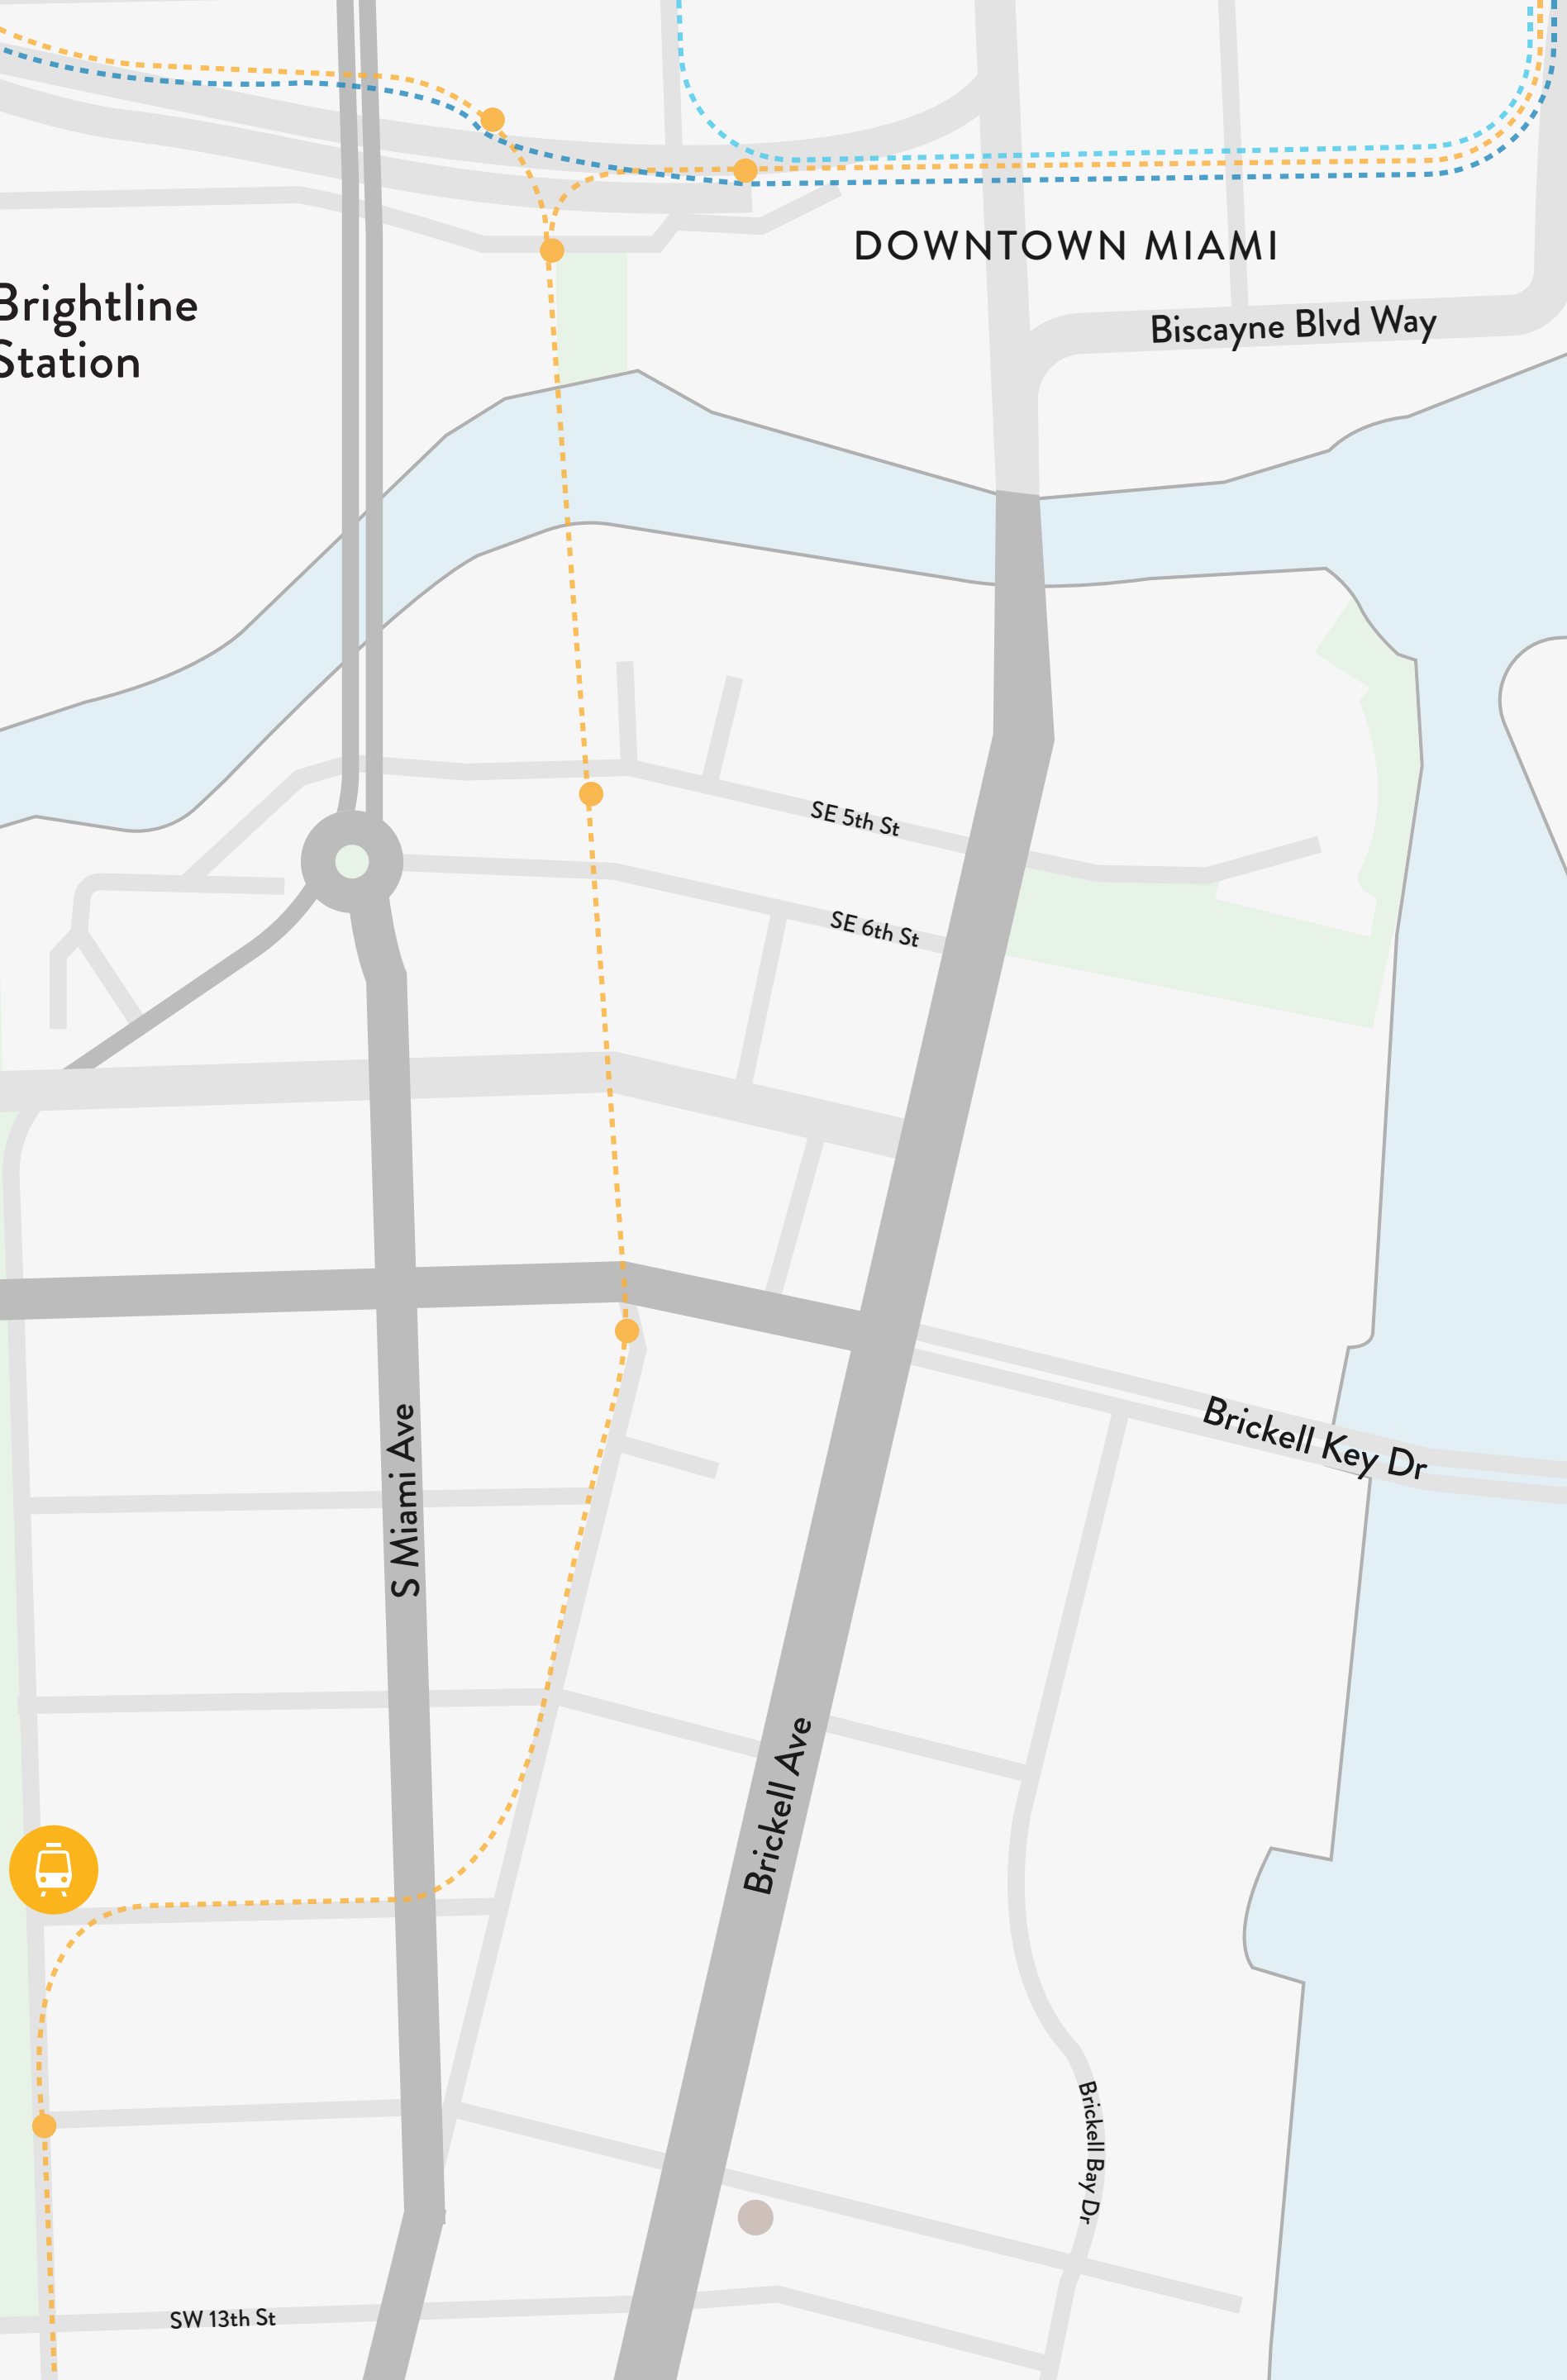 DOWNTOWN MIAMI
Brightline
Station
Biscayne Blvd Way
SE 5th St
SE 6th St
S Miami Ave
Brickell Key Dr
Brickell Ave
Brickell Bay Dr
SW 13th St